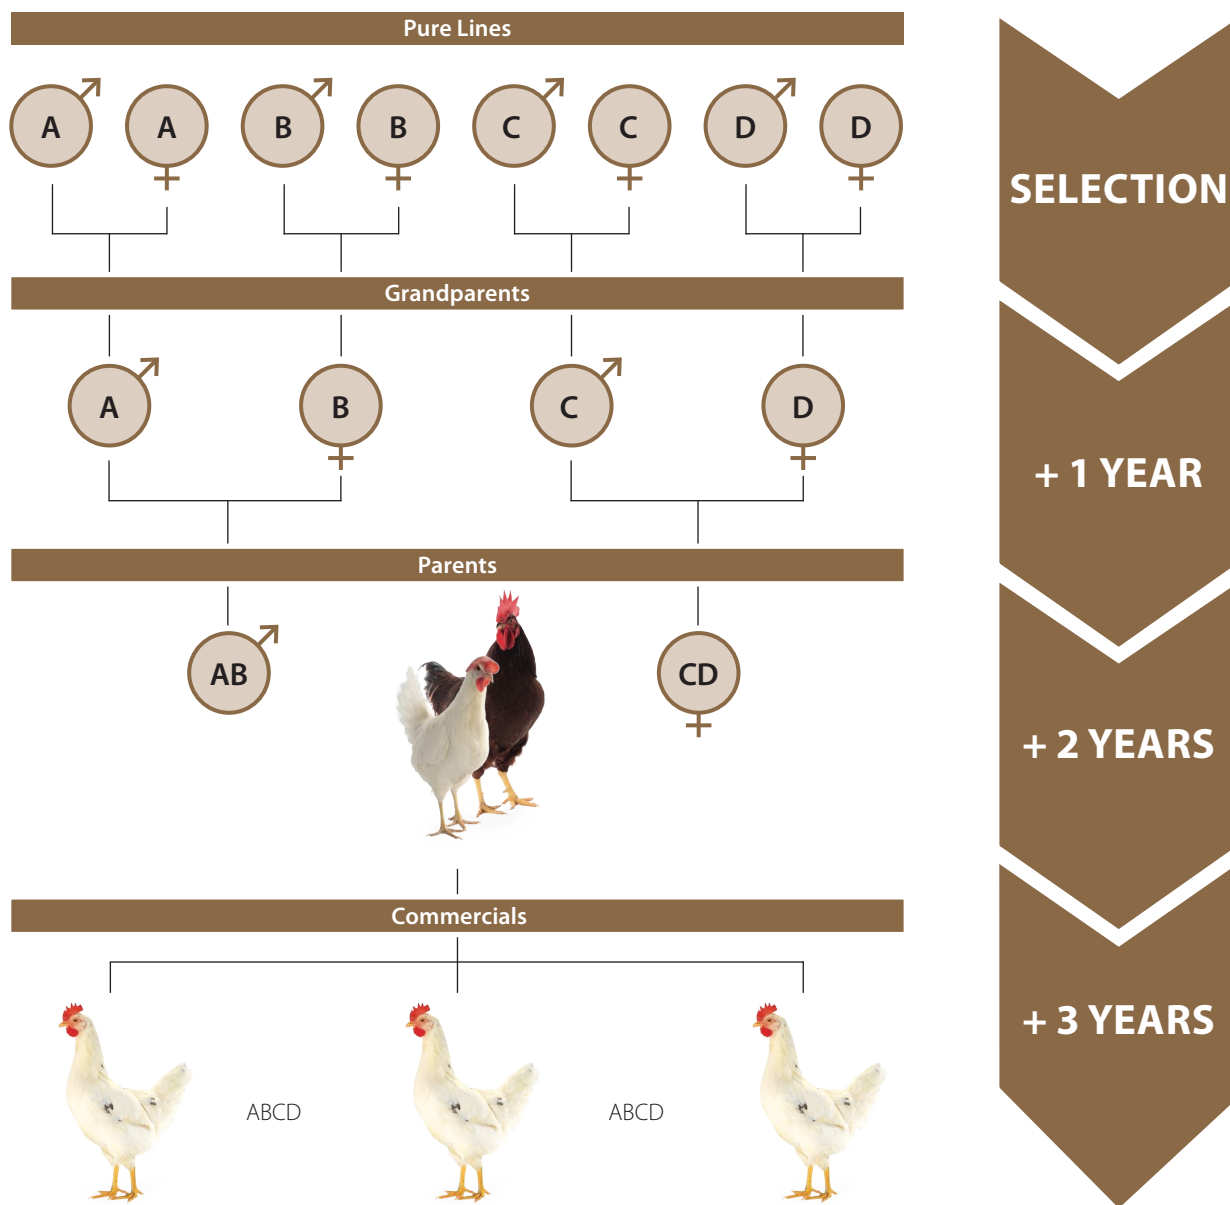 Pure Lines
A A B B C C D D
SELECTION
Grandparents
A B C D
+ 1 YEAR
Parents
AB CD
+ 2 YEARS
Commercials
+ 3 YEARS
ABCD ABCD